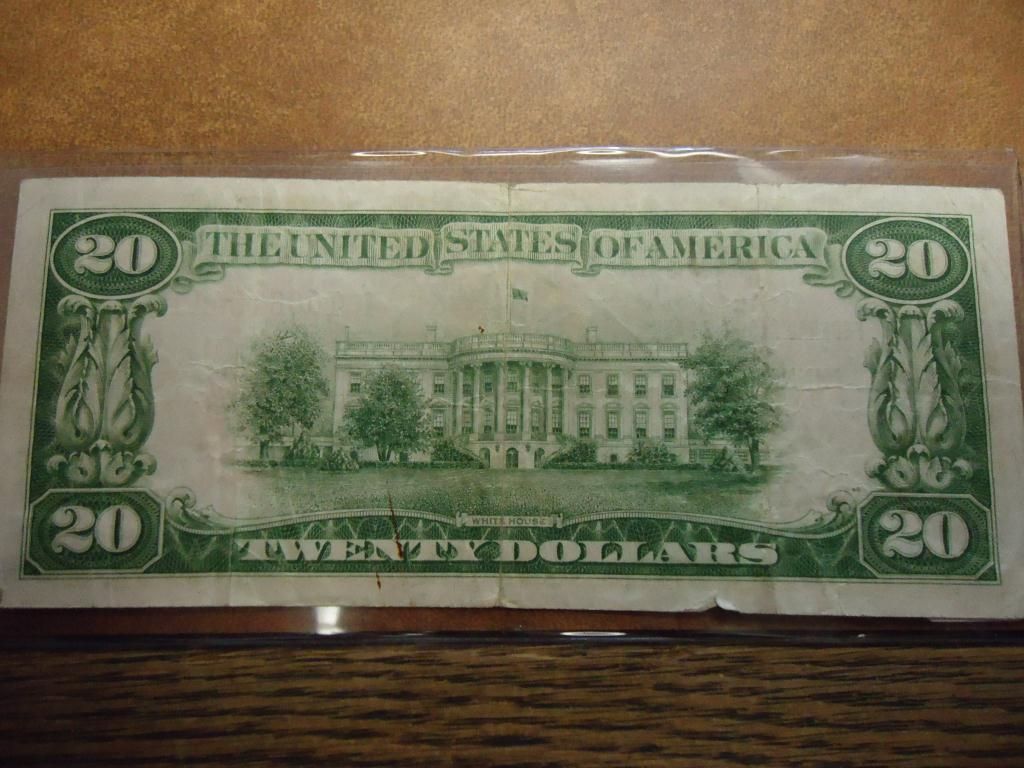 20 THE UNITED STATES OF AMERICA 20
WHITE HOUSE
20 TWENTY DOLLARS 20